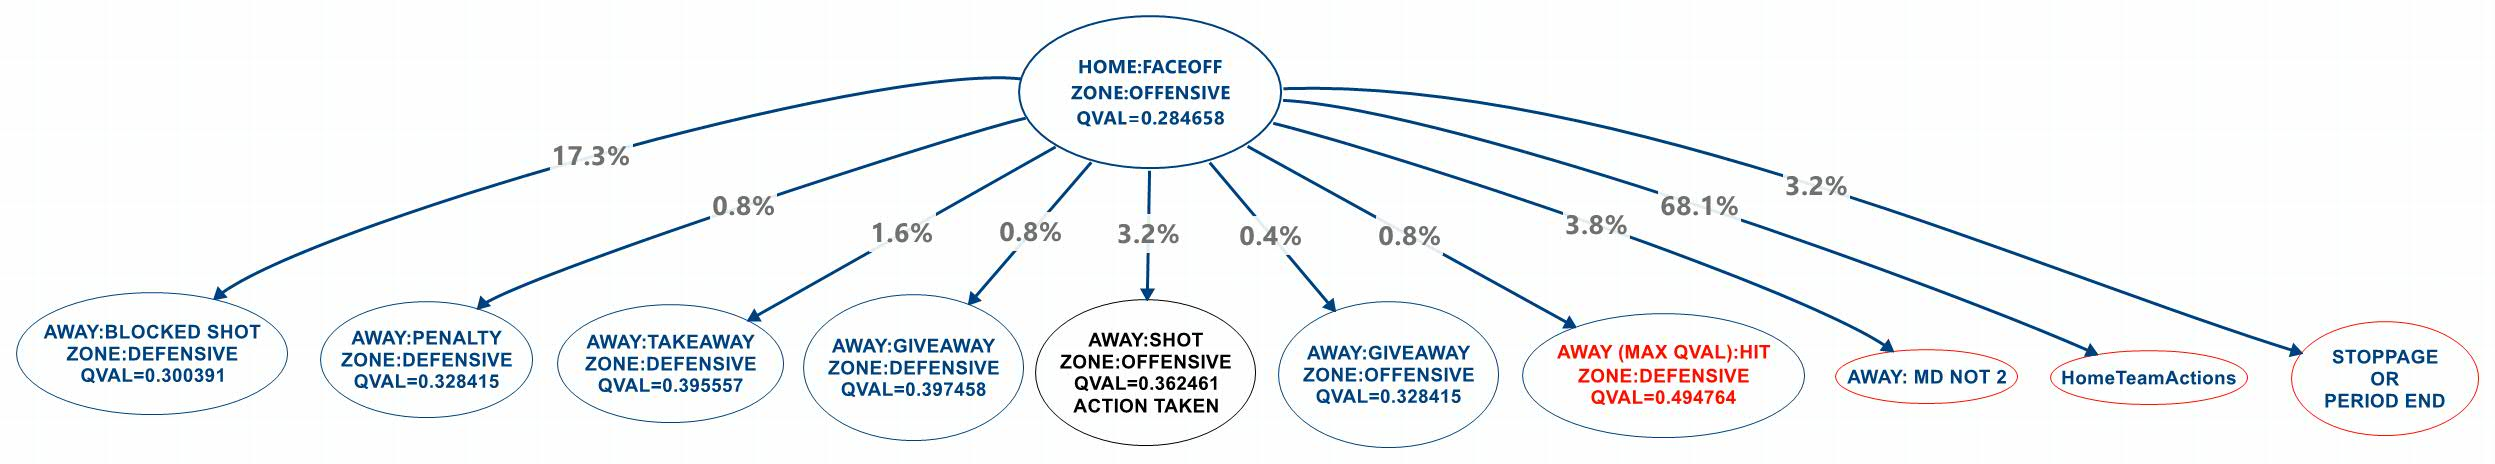 HOME:FACEOFF
ZONE:OFFENSIVE
QVAL=0.284658
17.3%
0.8%
1.6%
0.8%
3.2%
0.4%
0.8%
3.8%
68.1%
3.2%
AWAY:BLOCKED SHOT
ZONE:DEFENSIVE
QVAL=0.300391
AWAY:PENALTY
ZONE:DEFENSIVE
QVAL=0.328415
AWAY:TAKEAWAY
ZONE:DEFENSIVE
QVAL=0.395557
AWAY:GIVEAWAY
ZONE:DEFENSIVE
QVAL=0.397458
AWAY:SHOT
ZONE:OFFENSIVE
QVAL=0.362461
ACTION TAKEN
AWAY:GIVEAWAY
ZONE:OFFENSIVE
QVAL=0.328415
AWAY (MAX QVAL):HIT
ZONE:DEFENSIVE
QVAL=0.494764
AWAY: MD NOT 2
HomeTeamActions
STOPPAGE
OR
PERIOD END